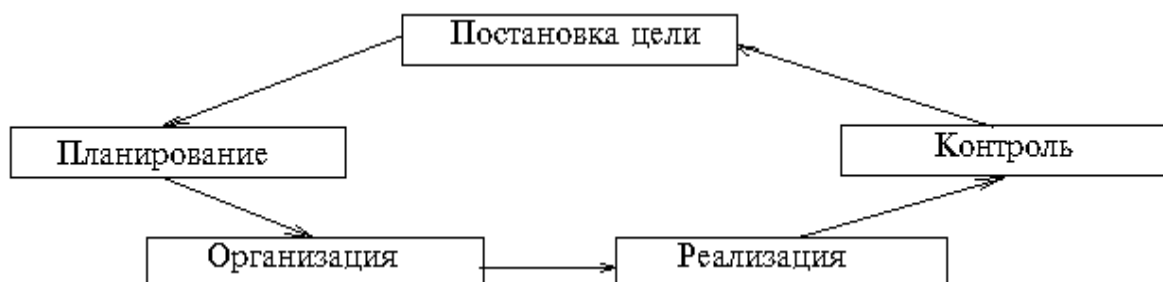 Постановка цели
Планирование
Контроль
Организация
Реализация